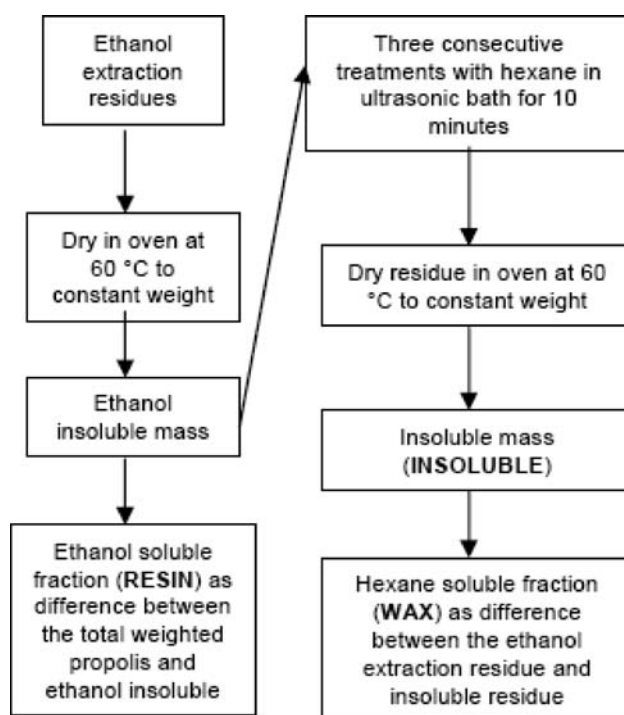 Ethanol
extraction
residues
Dry in oven at
60 °C to
constant weight
Ethanol
insoluble mass
Ethanol soluble
fraction (RESIN) as
difference between
the total weighted
propolis and
ethanol insoluble
Three consecutive
treatments with hexane in
ultrasonic bath for 10
minutes
Dry residue in oven at 60
°C to constant weight
Insoluble mass
(INSOLUBLE)
Hexane soluble fraction
(WAX) as difference
between the ethanol
extraction residue and
insoluble residue